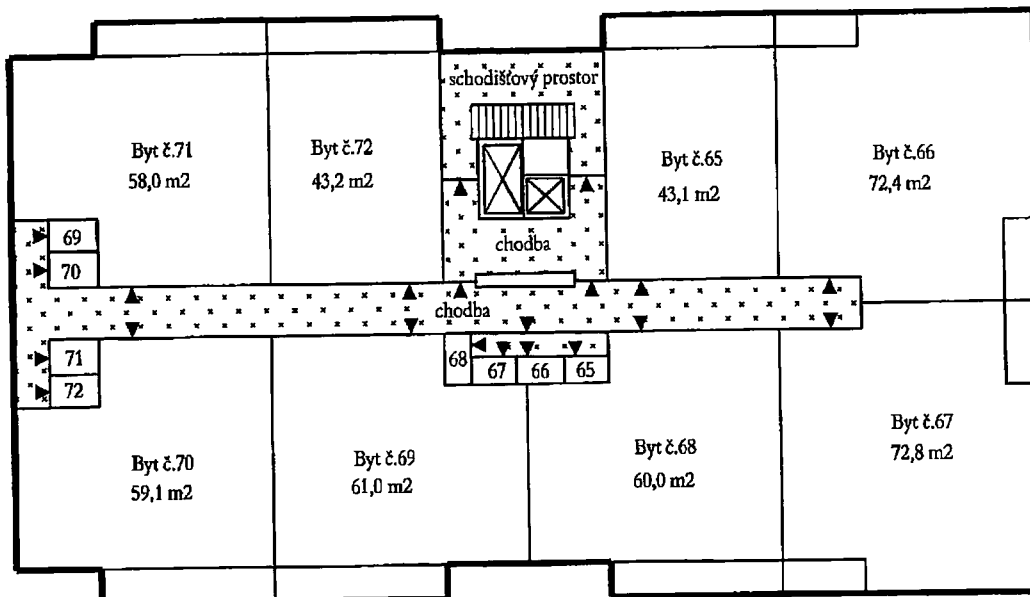 schodišťový prostor
Byt č.71
58,0 m2
Byt č.72
43,2 m2
Byt č.65
43,1 m2
Byt č.66
72,4 m2
69
70
chodba
chodba
71
72
68
67
66
65
Byt č.70
59,1 m2
Byt č.69
61,0 m2
Byt č.68
60,0 m2
Byt č.67
72,8 m2